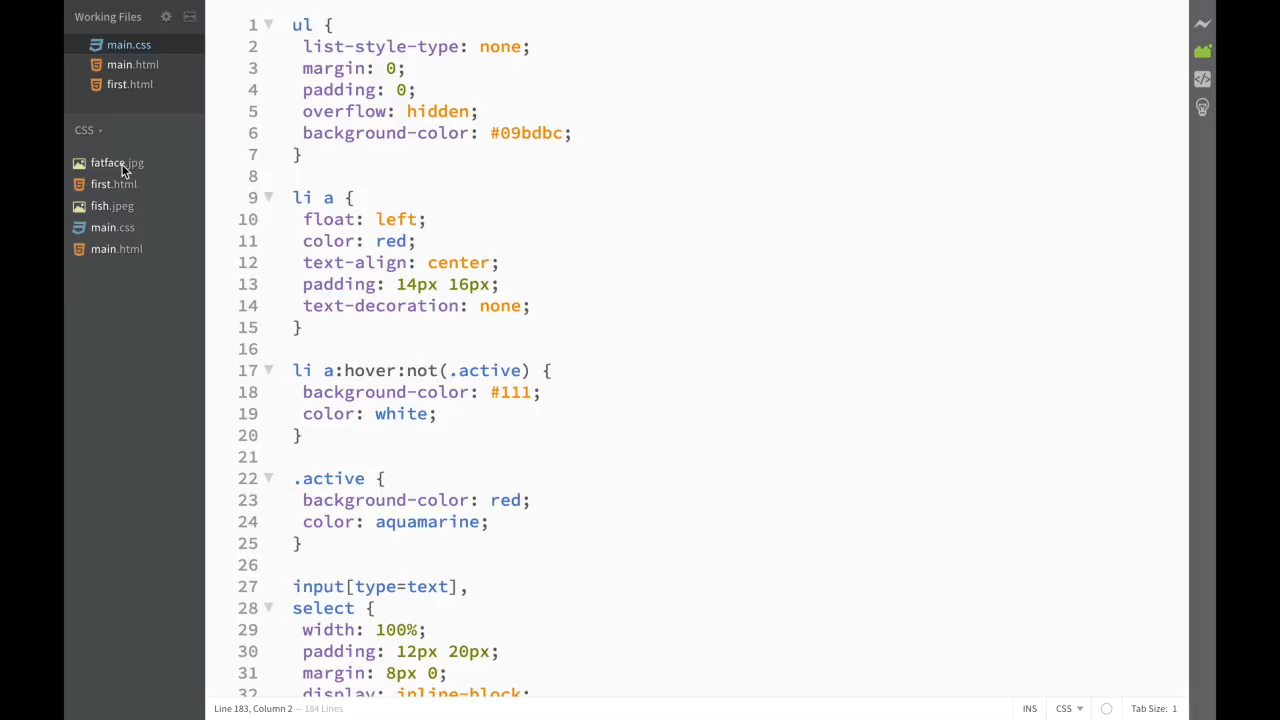 Working Files
main.css
main.html
first.html
CSS
fatface.jpg
first.html
fish.jpeg
main.css
main.html
1 ul {
2 list-style-type: none;
3 margin: 0;
4 padding: 0;
5 overflow: hidden;
6 background-color: #09bdbc;
7 }
8
9 li a {
10 float: left;
11 color: red;
12 text-align: center;
13 padding: 14px 16px;
14 text-decoration: none;
15 }
16
17 li a:hover:not(.active) {
18 background-color: #111;
19 color: white;
20 }
21
22 .active {
23 background-color: red;
24 color: aquamarine;
25 }
26
27 input[type=text],
28 select {
29 width: 100%;
30 padding: 12px 20px;
31 margin: 8px 0;
32 display: inline-block;
Line 183, Column 2 — 184 Lines
INS
CSS
Tab Size: 1